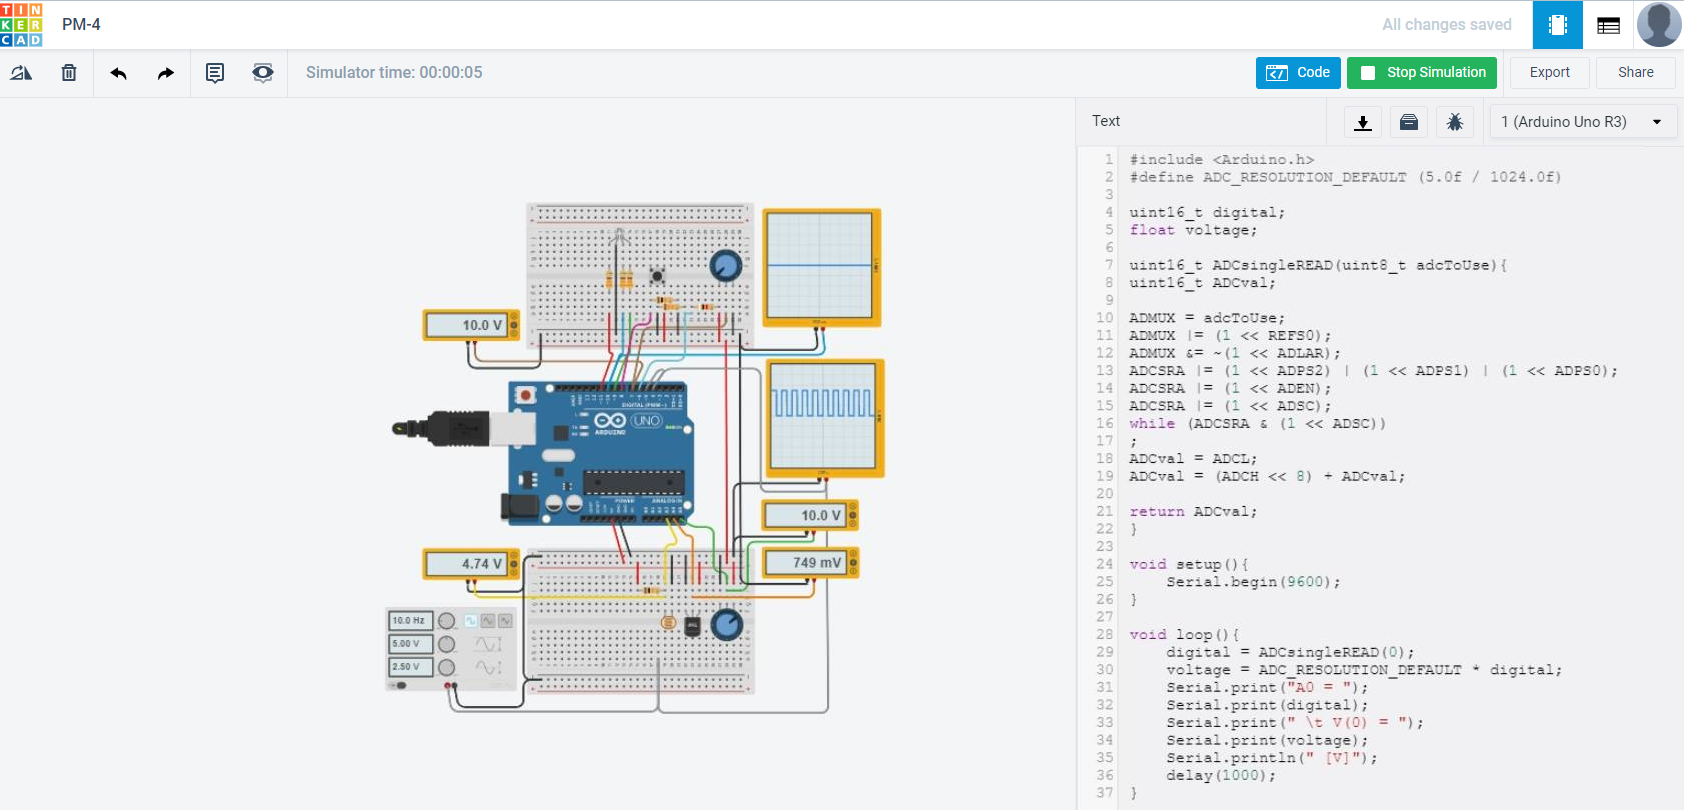 TIN
KER
CAD
PM-4
All changes saved
Simulator time: 00:00:05
Code
Stop Simulation
Export
Share
Text
1 (Arduino Uno R3)
10.0 V
DIGITAL (PWM~)
UNO
ARDUINO
POWER
ANALOG IN
10.0 V
4.74 V
749 mV
10.0 Hz
5.00 V
2.50 V
1 #include <Arduino.h>
2 #define ADC_RESOLUTION_DEFAULT (5.0f / 1024.0f)
3
4 uint16_t digital;
5 float voltage;
6
7 uint16_t ADCsingleREAD(uint8_t adcToUse){
8 uint16_t ADCval;
9
10 ADMUX = adcToUse;
11 ADMUX |= (1 << REFS0);
12 ADMUX &= ~(1 << ADLAR);
13 ADCSRA |= (1 << ADPS2) | (1 << ADPS1) | (1 << ADPS0);
14 ADCSRA |= (1 << ADEN);
15 ADCSRA |= (1 << ADSC);
16 while (ADCSRA & (1 << ADSC))
17 ;
18 ADCval = ADCL;
19 ADCval = (ADCH << 8) + ADCval;
20
21 return ADCval;
22 }
23
24 void setup(){
25 Serial.begin(9600);
26 }
27
28 void loop(){
29 digital = ADCsingleREAD(0);
30 voltage = ADC_RESOLUTION_DEFAULT * digital;
31 Serial.print("A0 = ");
32 Serial.print(digital);
33 Serial.print(" \t V(0) = ");
34 Serial.print(voltage);
35 Serial.println(" [V]");
36 delay(1000);
37 }